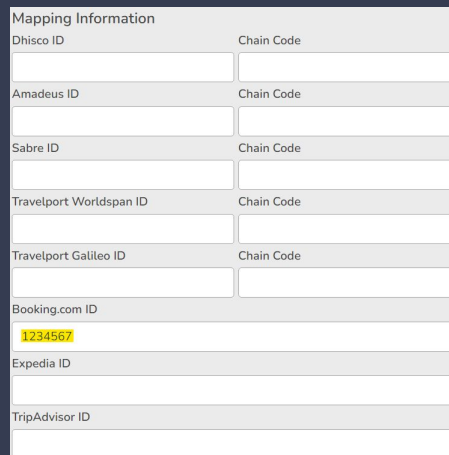 Mapping Information
Dhisco ID Chain Code
Amadeus ID Chain Code
Sabre ID Chain Code
Travelport Worldspan ID Chain Code
Travelport Galileo ID Chain Code
Booking.com ID
1234567
Expedia ID
TripAdvisor ID